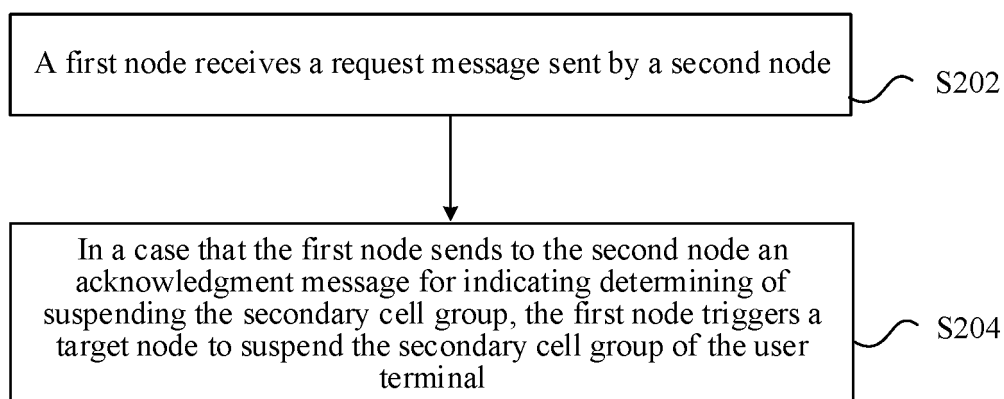 A first node receives a request message sent by a second node
S202
In a case that the first node sends to the second node an
acknowledgment message for indicating determining of
suspending the secondary cell group, the first node triggers a
target node to suspend the secondary cell group of the user
terminal
S204